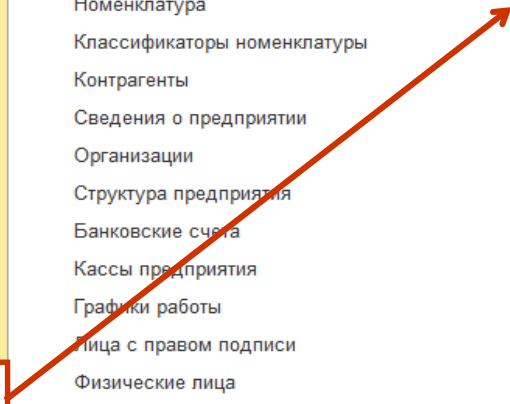 Номенклатура
Классификаторы номенклатуры
Контрагенты
Сведения о предприятии
Организации
Структура предприятия
Банковские счета
Кассы предприятия
Графики работы
Лица с правом подписи
Физические лица